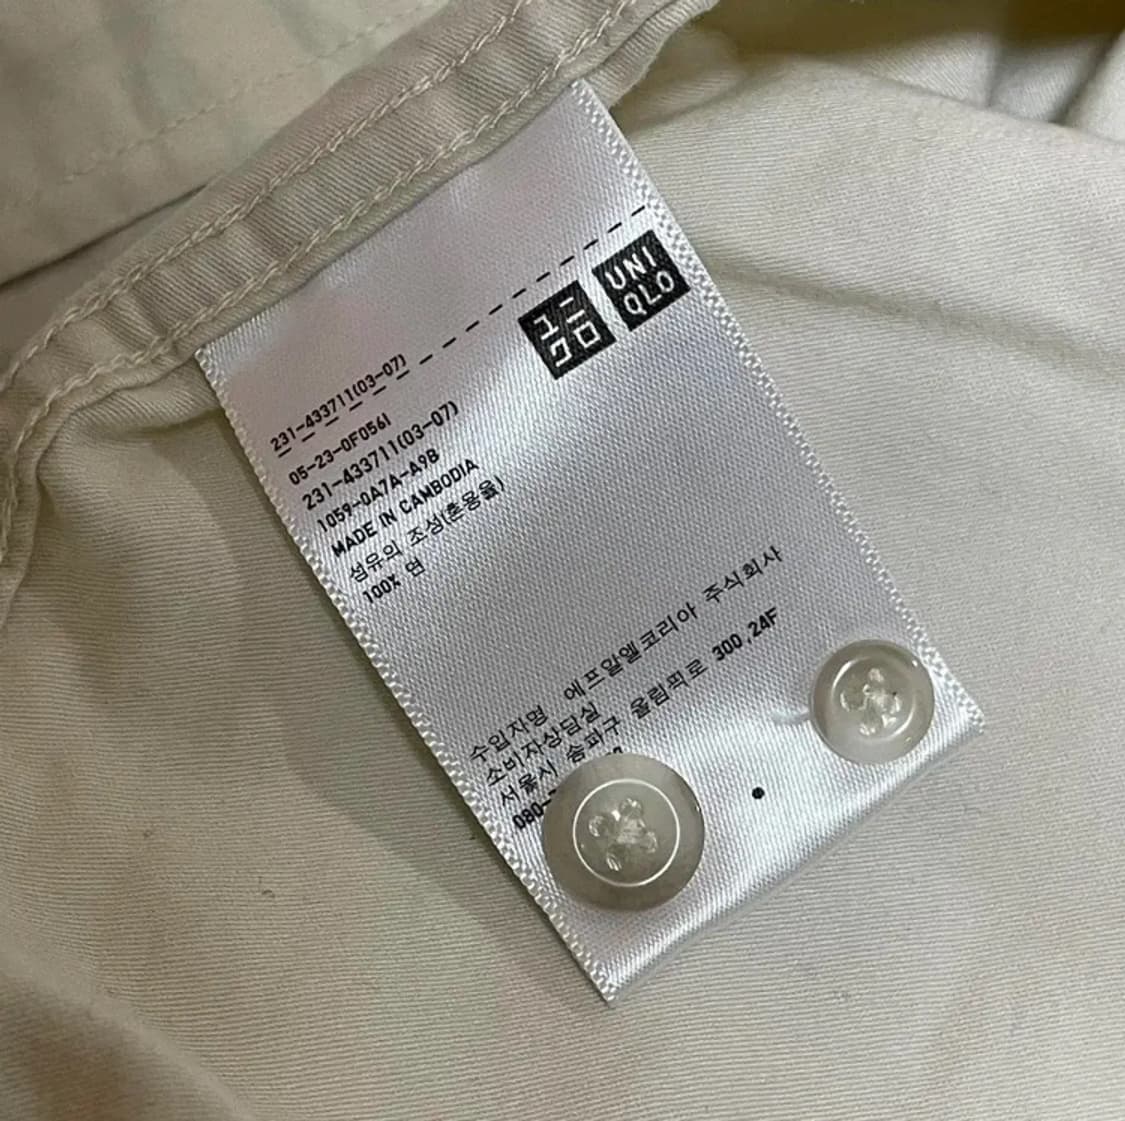 ユニ
クロ
UNI
QLO
231-433711(03-07)
05-23-0F056I
231-433711(03-07)
1059-0A7A-A9B
MADE IN CAMBODIA
섬유의 조성(혼용율)
100% 면
수입자명 에프알엘코리아 주식회사
소비자상담실
서울시 송파구 올림픽로 300,24F
080-